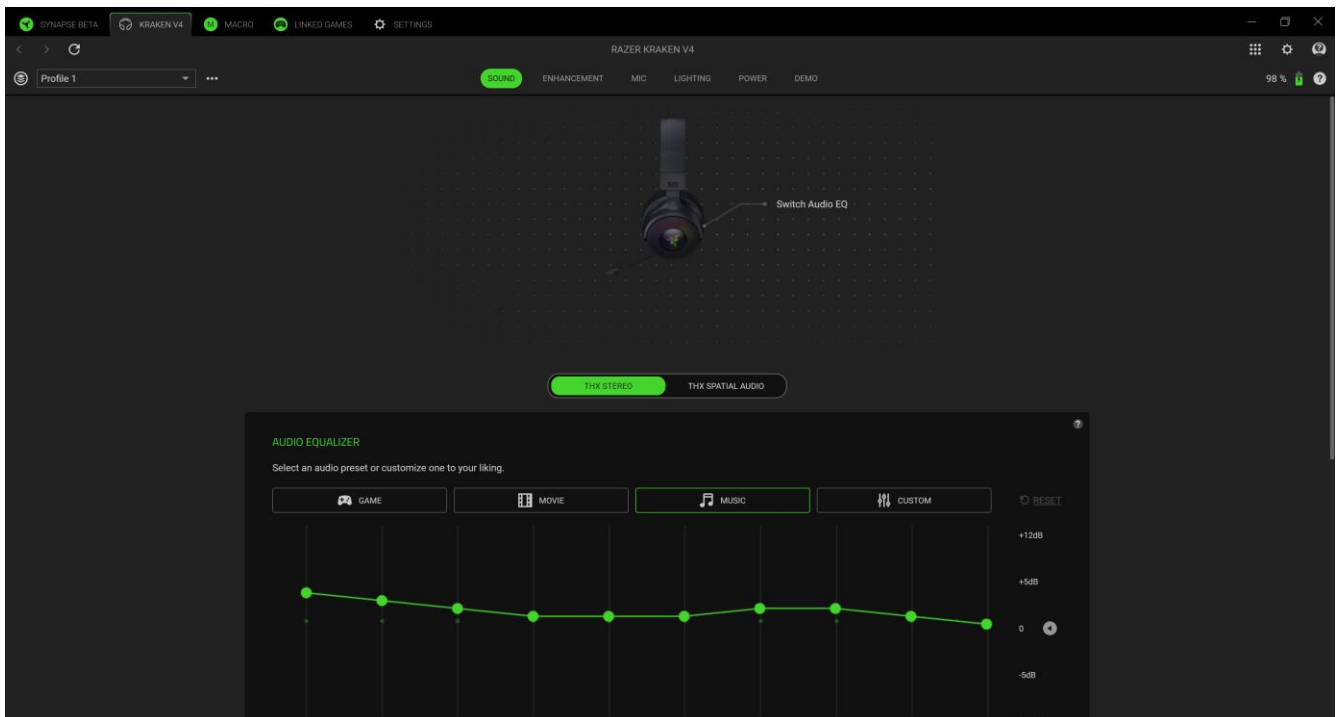 SYNAPSE BETA KRAKEN V4 MACRO LINKED GAMES SETTINGS
RAZER KRAKEN V4
Profile 1 SOUND ENHANCEMENT MIC LIGHTING POWER DEMO 98 %
Switch Audio EQ
THX STEREO THX SPATIAL AUDIO
AUDIO EQUALIZER
Select an audio preset or customize one to your liking.
GAME MOVIE MUSIC CUSTOM RESET
+12dB
+5dB
0
-5dB